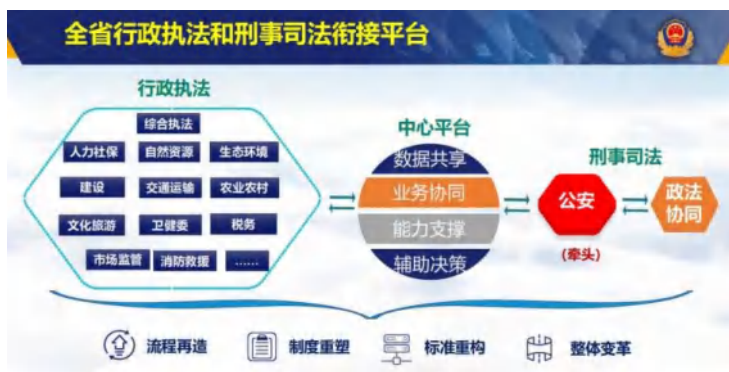 全省行政执法和刑事司法衔接平台
行政执法
综合执法
人力社保 自然资源 生态环境
建设 交通运输 农业农村
文化旅游 卫健委 税务
市场监管 消防救援 ……
中心平台
数据共享
业务协同
能力支撑
辅助决策
刑事司法
公安
(牵头)
政法
协同
流程再造 制度重塑 标准重构 整体变革